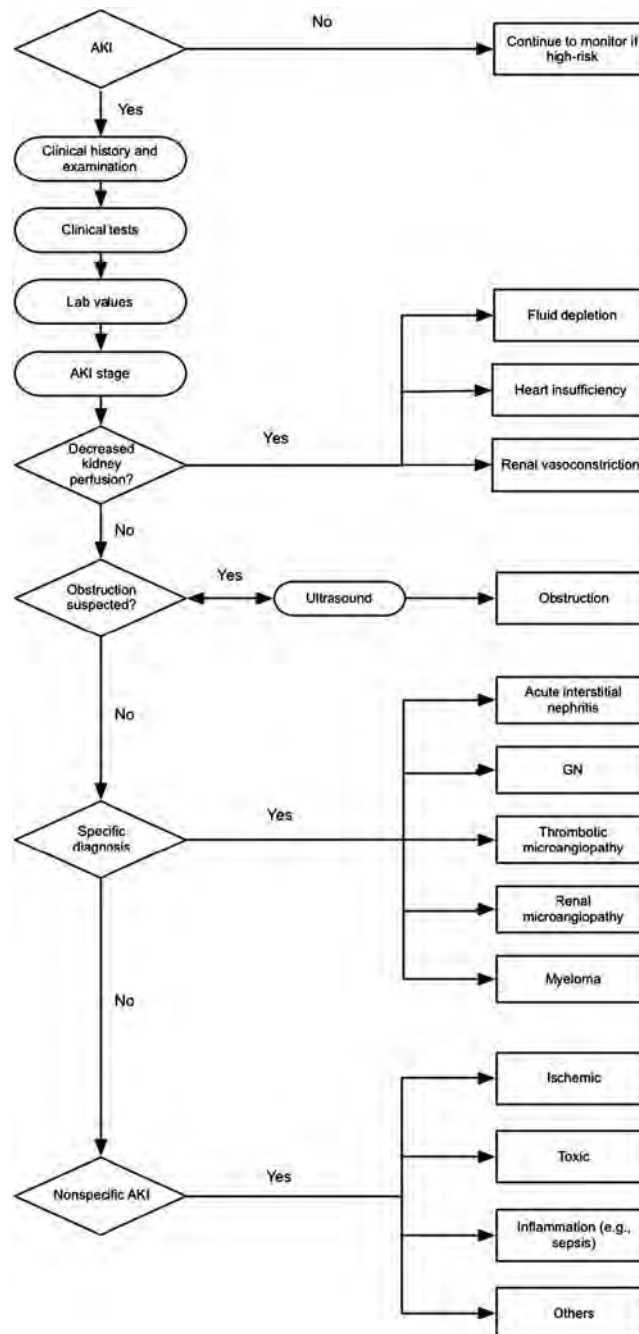 AKI
No
Continue to monitor if
high-risk
Yes
Clinical history and
examination
Clinical tests
Lab values
AKI stage
Fluid depletion
Heart insufficiency
Decreased
kidney
perfusion?
Yes
Renal vasoconstriction
No
Obstruction
suspected?
Yes
Ultrasound
Obstruction
No
Acute interstitial
nephritis
GN
Specific
diagnosis
Yes
Thrombotic
microangiopathy
Renal
microangiopathy
Myeloma
No
Ischemic
Toxic
Nonspecific AKI
Yes
Inflammation (e.g.,
sepsis)
Others